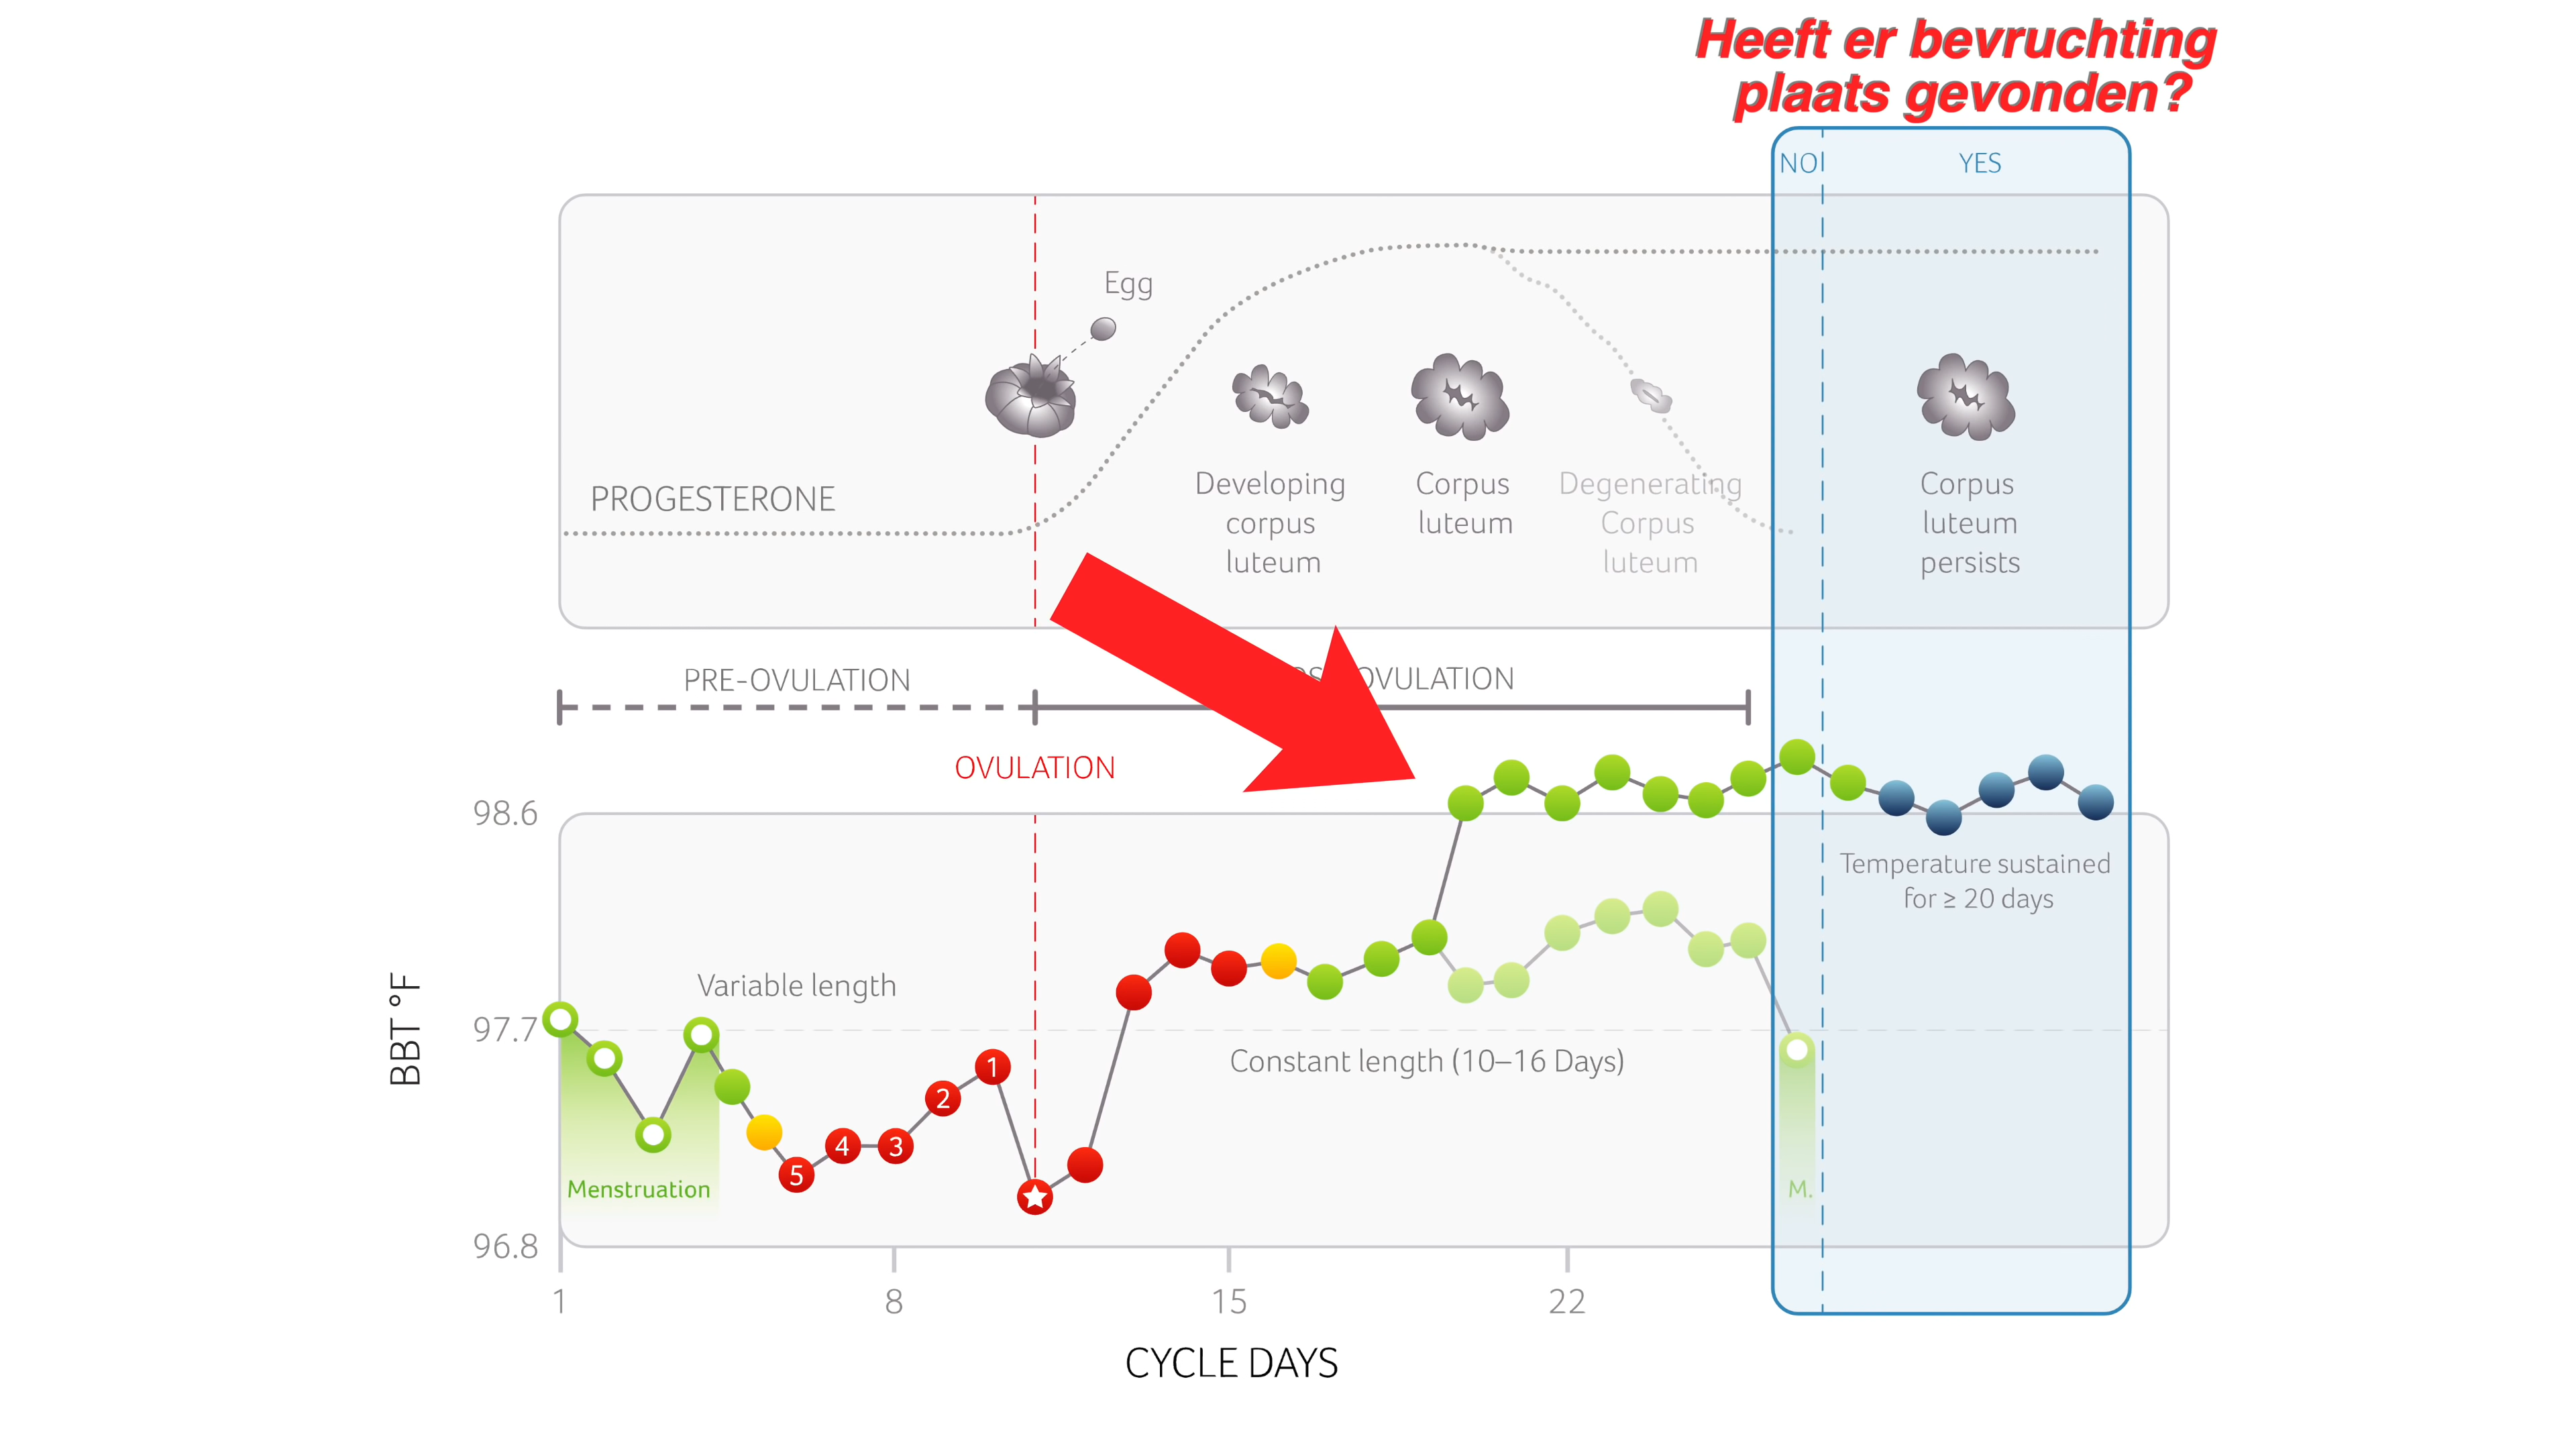 Heeft er bevruchting
plaats gevonden?
NO
YES
Egg
PROGESTERONE
Developing
corpus
luteum
Corpus
luteum
Degenerating
Corpus
luteum
Corpus
luteum
persists
PRE-OVULATION
OVULATION
OVULATION
98.6
97.7
96.8
BBT °F
Temperature sustained
for ≥ 20 days
Variable length
Constant length (10–16 Days)
1
2
3
4
5
Menstruation
M.
1
8
15
22
CYCLE DAYS